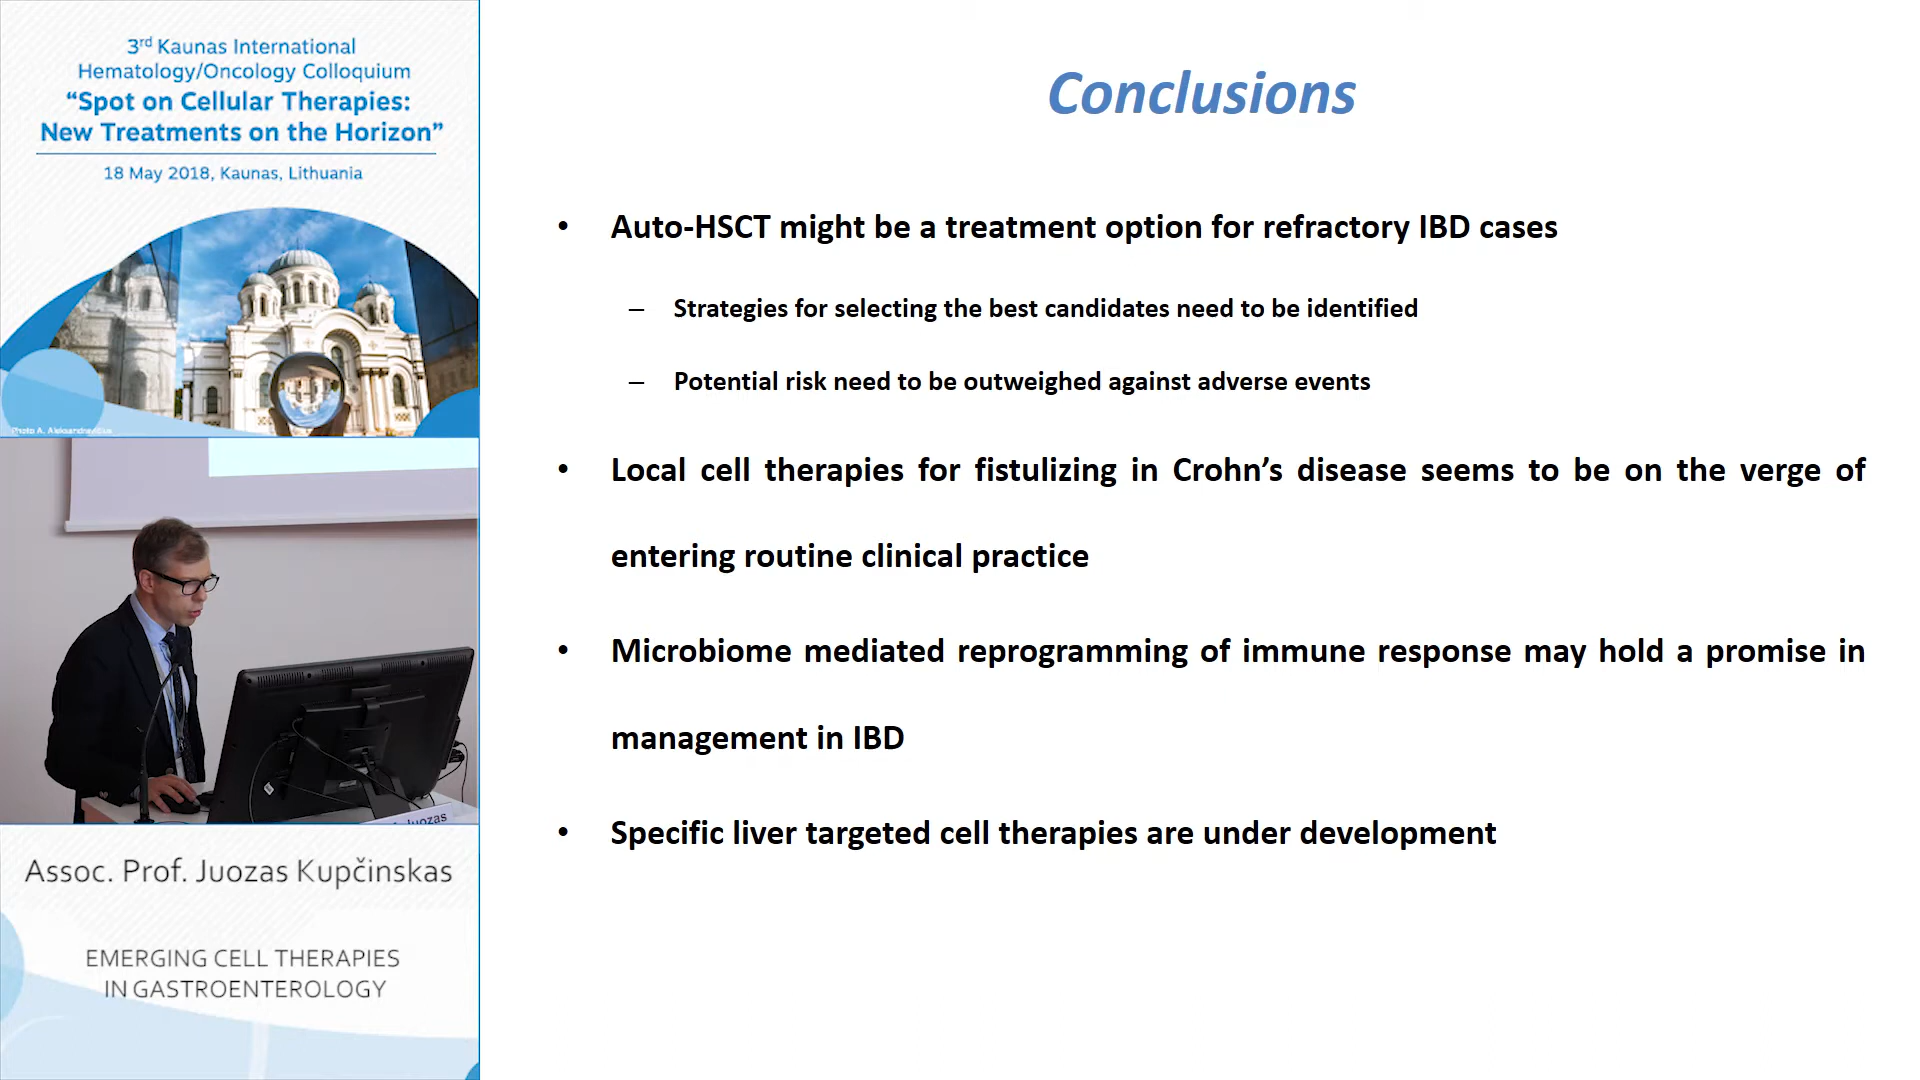 3rd Kaunas International
Hematology/Oncology Colloquium
“Spot on Cellular Therapies:
New Treatments on the Horizon”
18 May 2018, Kaunas, Lithuania
Photo A. Aleksandravičius
Juozas
Assoc. Prof. Juozas Kupčinskas
EMERGING CELL THERAPIES
IN GASTROENTEROLOGY
Conclusions
• Auto-HSCT might be a treatment option for refractory IBD cases
– Strategies for selecting the best candidates need to be identified
– Potential risk need to be outweighed against adverse events
• Local cell therapies for fistulizing in Crohn’s disease seems to be on the verge of
entering routine clinical practice
• Microbiome mediated reprogramming of immune response may hold a promise in
management in IBD
• Specific liver targeted cell therapies are under development